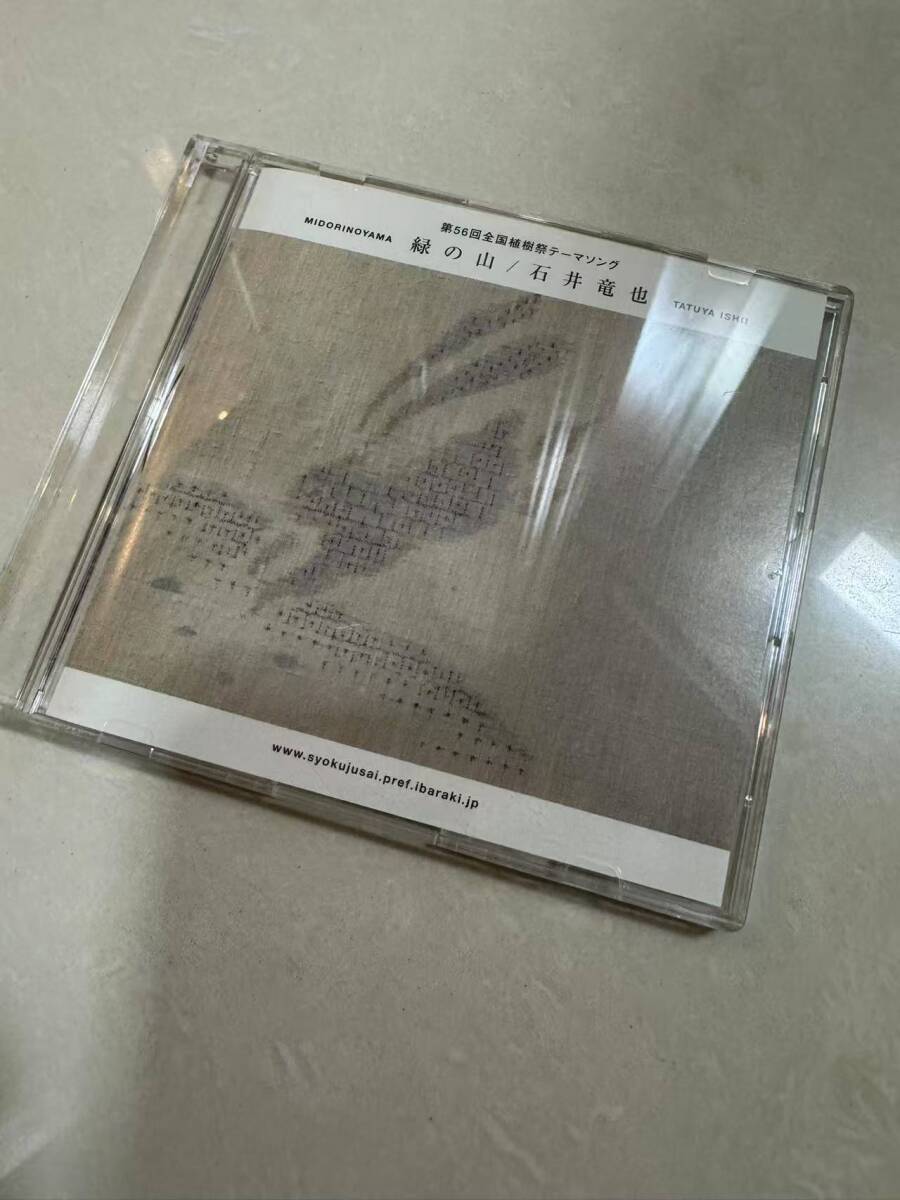 第56回全国植樹祭テーマソング
MIDORINOYAMA 緑の山/石井竜也 TATUYA ISHII
www.syokujusai.pref.ibaraki.jp